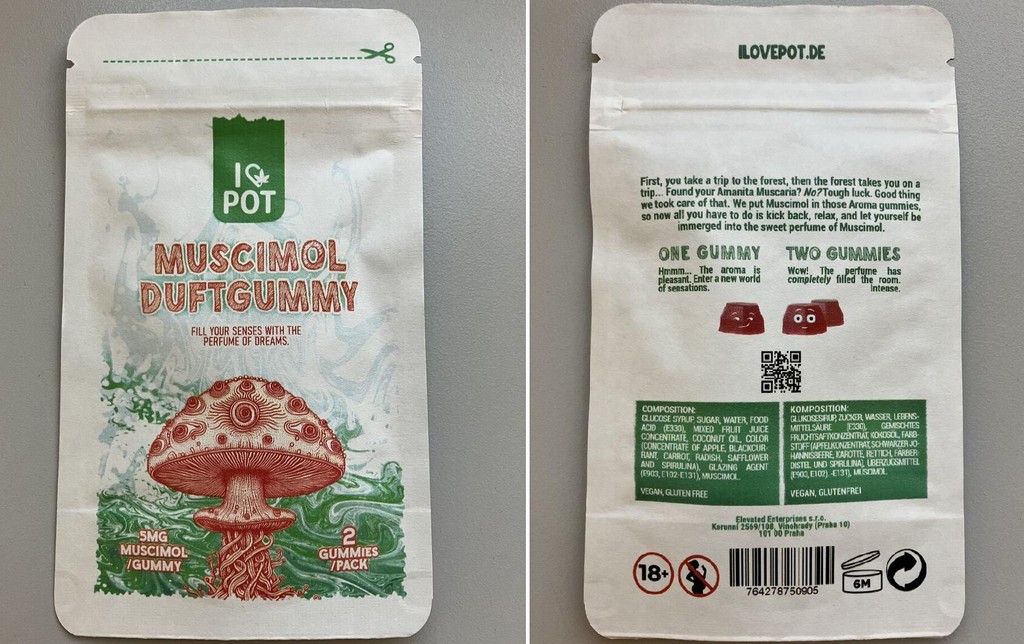 I POT
MUSCIMOL
DUFTGUMMY
FILL YOUR SENSES WITH THE
PERFUME OF DREAMS.
5MG
MUSCIMOL
/GUMMY
2
GUMMIES
/PACK
ILOVEPOT.DE
First, you take a trip to the forest, then the forest takes you on a
trip... Found your Amanita Muscaria? No?Tough luck. Good thing
we took care of that. We put Muscimol in those Aroma gummies,
so now all you have to do is kick back, relax, and let yourself be
immerged into the sweet perfume of Muscimol.
ONE GUMMY
Hmmm... The aroma is
pleasant. Enter a new world
of sensations.
TWO GUMMIES
Wow! The perfume has
completely filled the room.
Intense.
COMPOSITION:
GLUCOSE SYRUP, SUGAR, WATER, FOOD
ACID (E330), MIXED FRUIT JUICE
CONCENTRATE, COCONUT OIL, COLOR
(CONCENTRATE OF APPLE, BLACKCUR-
RANT, CARROT, RADISH, SAFFLOWER
AND SPIRULINA), GLAZING AGENT
(E903, E102-E131), MUSCIMOL.
VEGAN, GLUTEN FREE
KOMPOSITION:
GLUKOSESIRUP, ZUCKER, WASSER, LEBENS-
MITTELSÄURE (E330), GEMISCHTES
FRUCHTSAFTKONZENTRAT, KOKOSÖL, FARB-
STOFF (APFELKONZENTRAT, SCHWARZER JO-
HANNISBEERE, KAROTTE, RETTICH, FÄRBER-
DISTEL UND SPIRULINA), ÜBERZUGSMITTEL
(E903, E102) -E131), MUSCIMOL
VEGAN, GLUTENFREI
Elevated Enterprises s.r.o.
Korunní 2569/108, Vinohrady (Praha 10)
101 00 Praha
18+
764278750905
6M